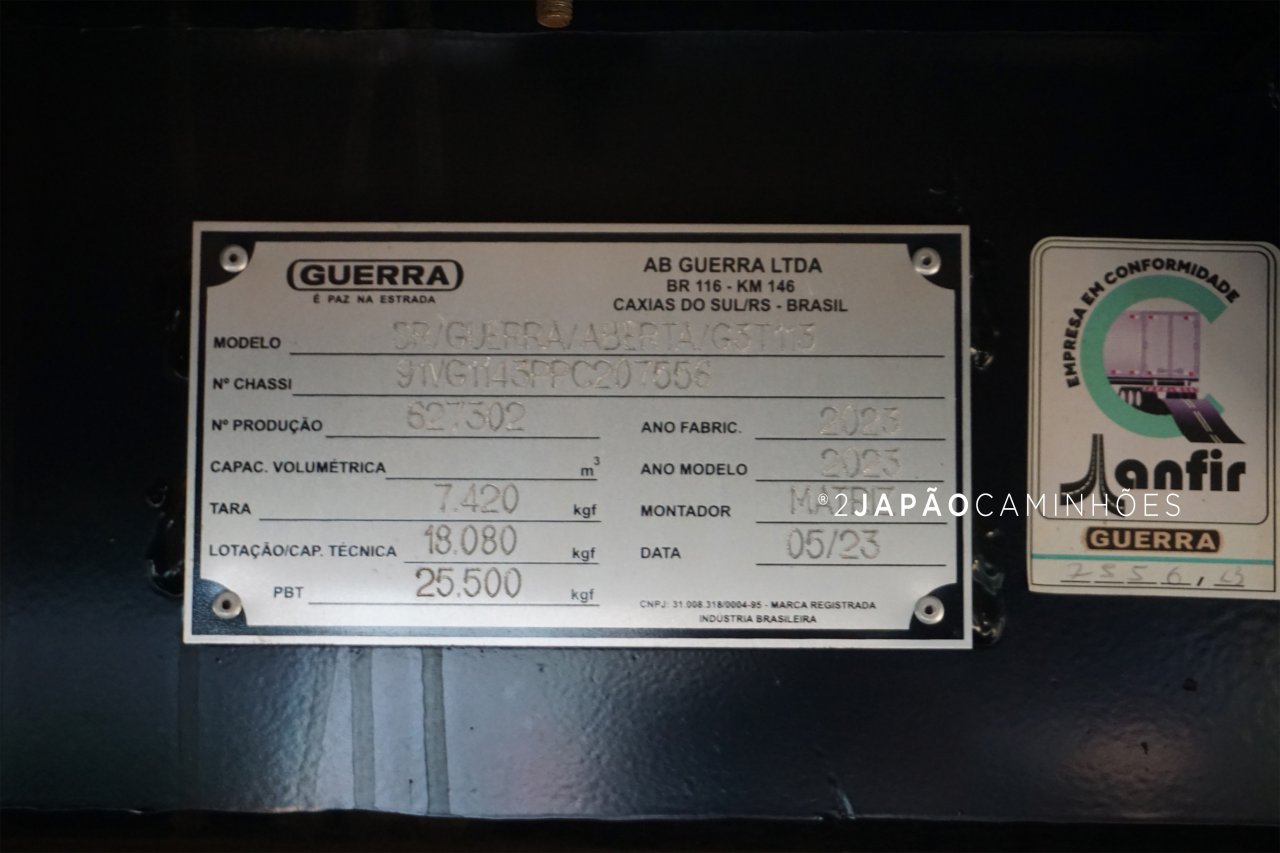 GUERRA
É PAZ NA ESTRADA
AB GUERRA LTDA
BR 116 - KM 146
CAXIAS DO SUL/RS - BRASIL
MODELO SR/GUERRA/ABERTA/G3T113
Nº CHASSI
Nº PRODUÇÃO 627302
ANO FABRIC. 2023
CAPAC. VOLUMÉTRICA m³
ANO MODELO 2023
TARA 7.420 kgf
MONTADOR
LOTAÇÃO/CAP. TÉCNICA 18.080 kgf
DATA 05/23
PBT 25.500 kgf
CNPJ: 31.008.318/0004-95 - MARCA REGISTRADA
INDÚSTRIA BRASILEIRA
®2JAPÃOCAMINHÕES
EMPRESA EM CONFORMIDADE
anfir
GUERRA